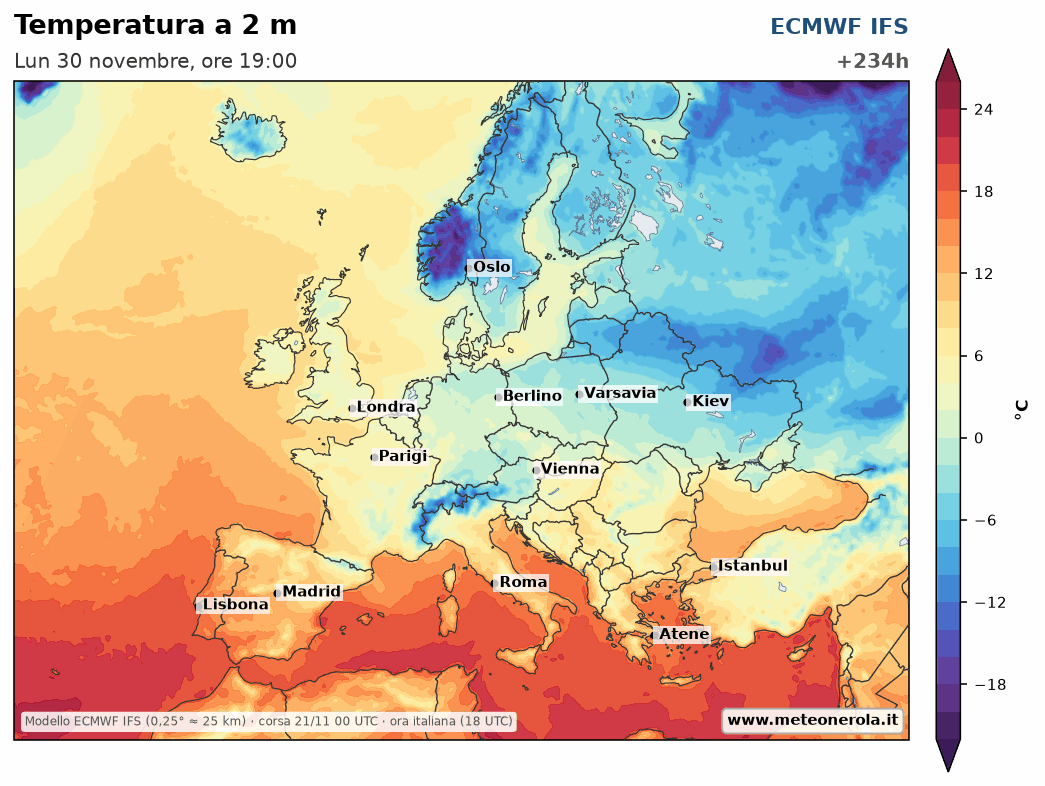 Temperatura a 2 m
ECMWF IFS
Lun 30 novembre, ore 19:00
+234h
24
18
12
6
0
−6
−12
−18
°C
Oslo
Berlino
Varsavia
Kiev
Londra
Parigi
Vienna
Istanbul
Roma
Madrid
Lisbona
Atene
Modello ECMWF IFS (0,25° ≈ 25 km) · corsa 21/11 00 UTC · ora italiana (18 UTC)
www.meteonerola.it